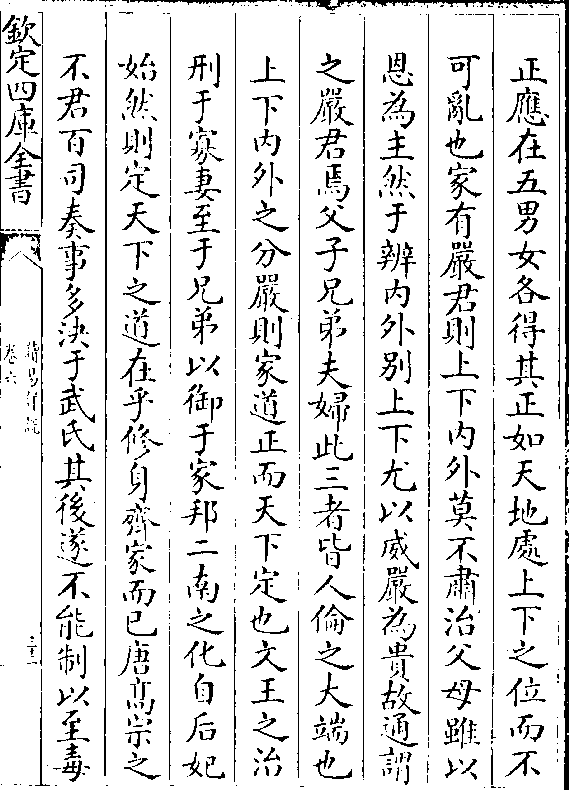 正應在五男女各得其正如天地處上下之位而不
可亂也家有嚴君則上下内外莫不肅治父母雖以
恩為主然于辨内外别上下尤以威嚴為貴故通謂
之嚴君焉父子兄弟夫婦此三者皆人倫之大端也
上下内外之分嚴則家道正而天下定也文王之治
刑于寡妻至于兄弟以御于家邦二南之化自后妃
始然則定天下之道在乎修身齊家而已唐髙宗之
不君百司奏事多決于武氏其後遂不能制以至毒
欽定四庫全書
卷六